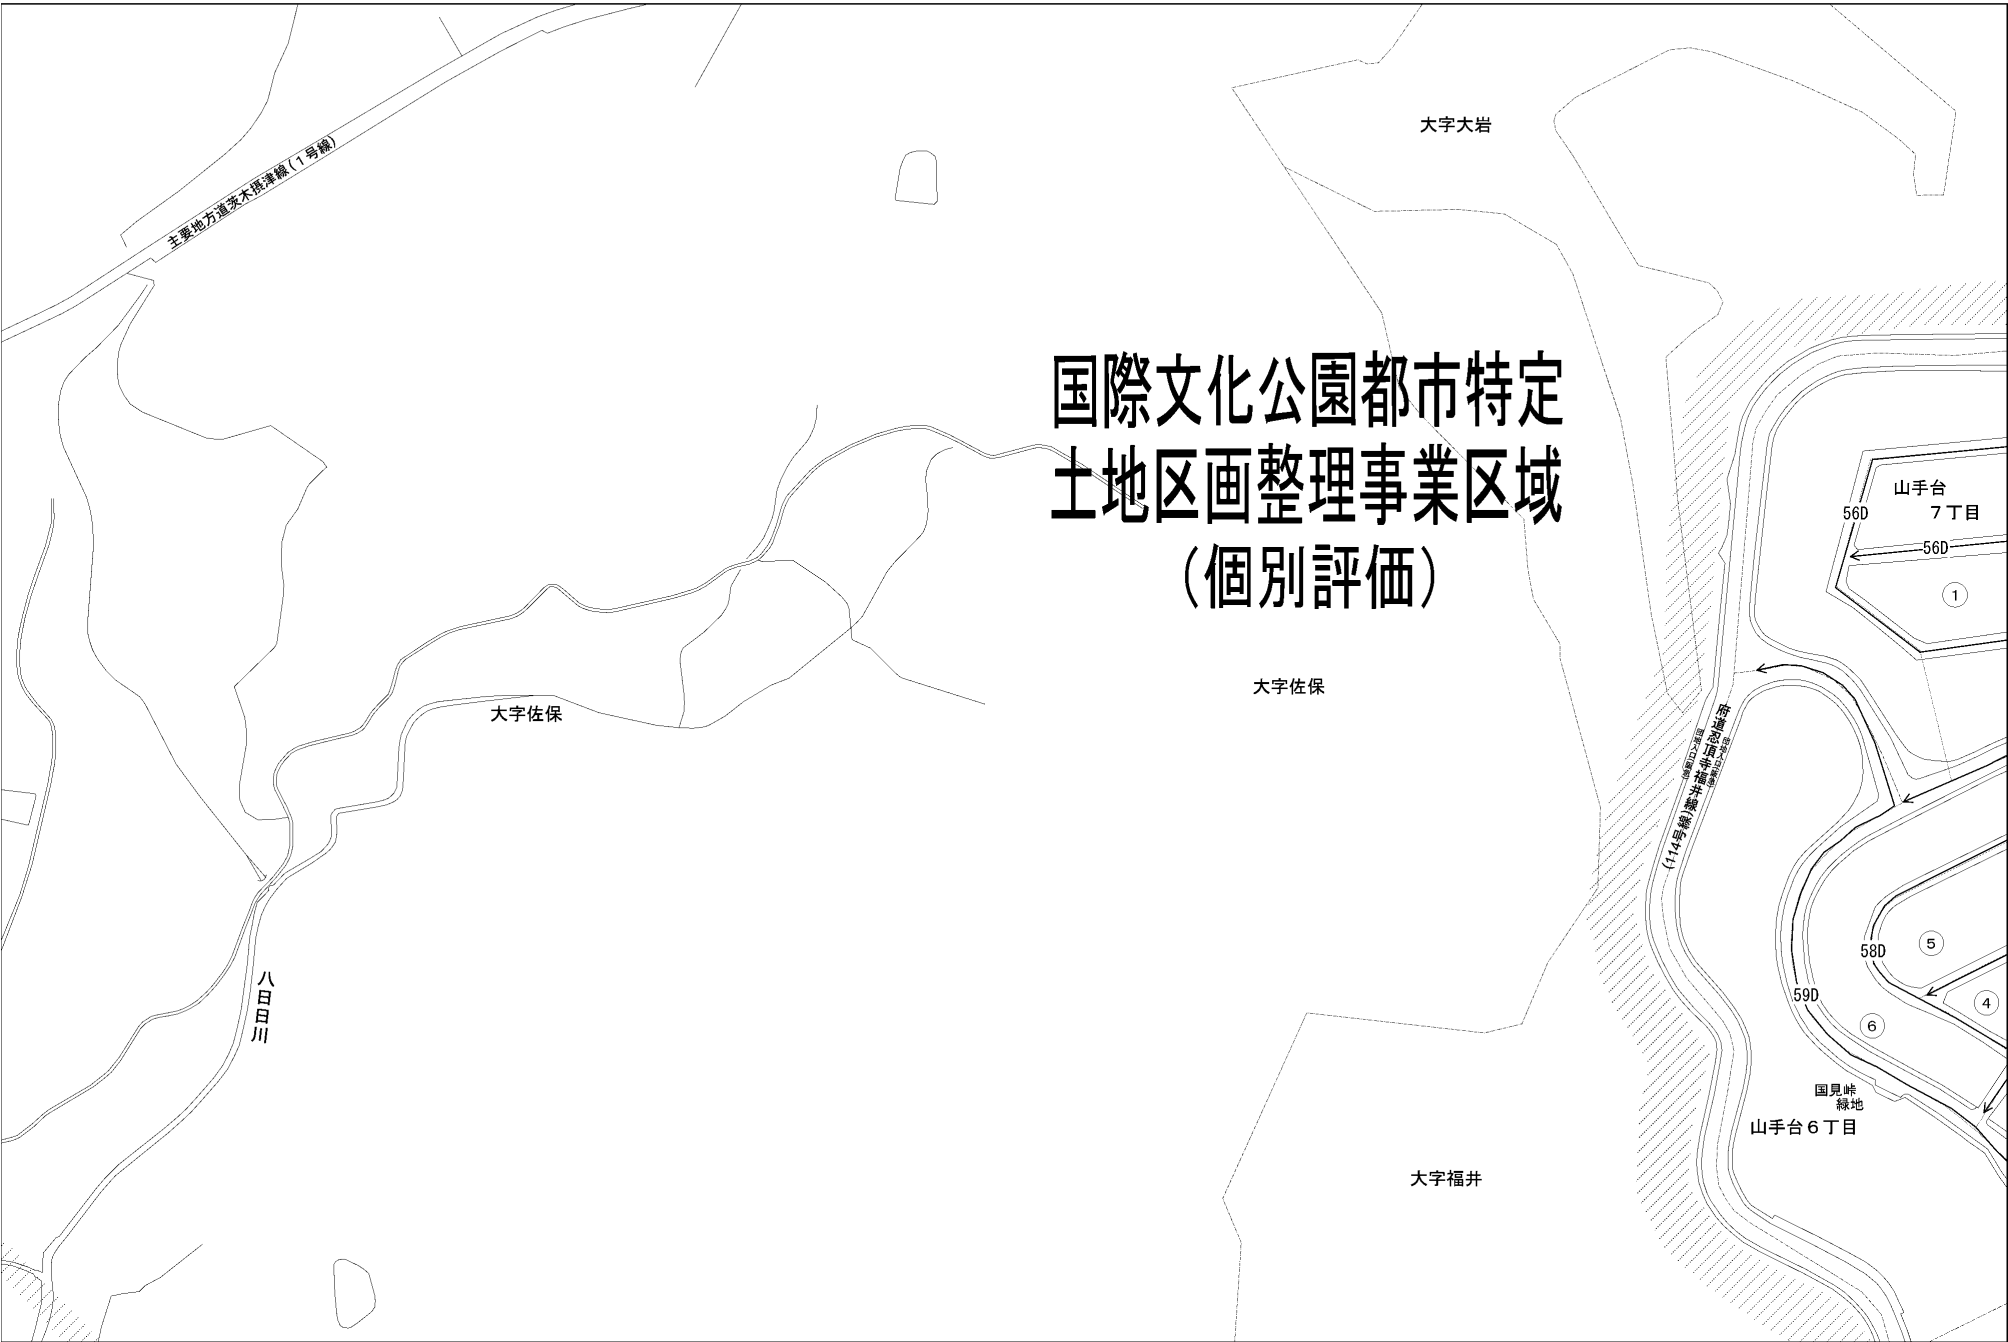 主要地方道茨木摂津線(1号線)
大字大岩
国際文化公園都市特定
土地区画整理事業区域
(個別評価)
山手台
7丁目
56D
56D
1
大字佐保
大字佐保
府道忍頂寺福井線
(114号線)
58D
5
59D
4
6
八日日川
国見峠
緑地
山手台6丁目
大字福井